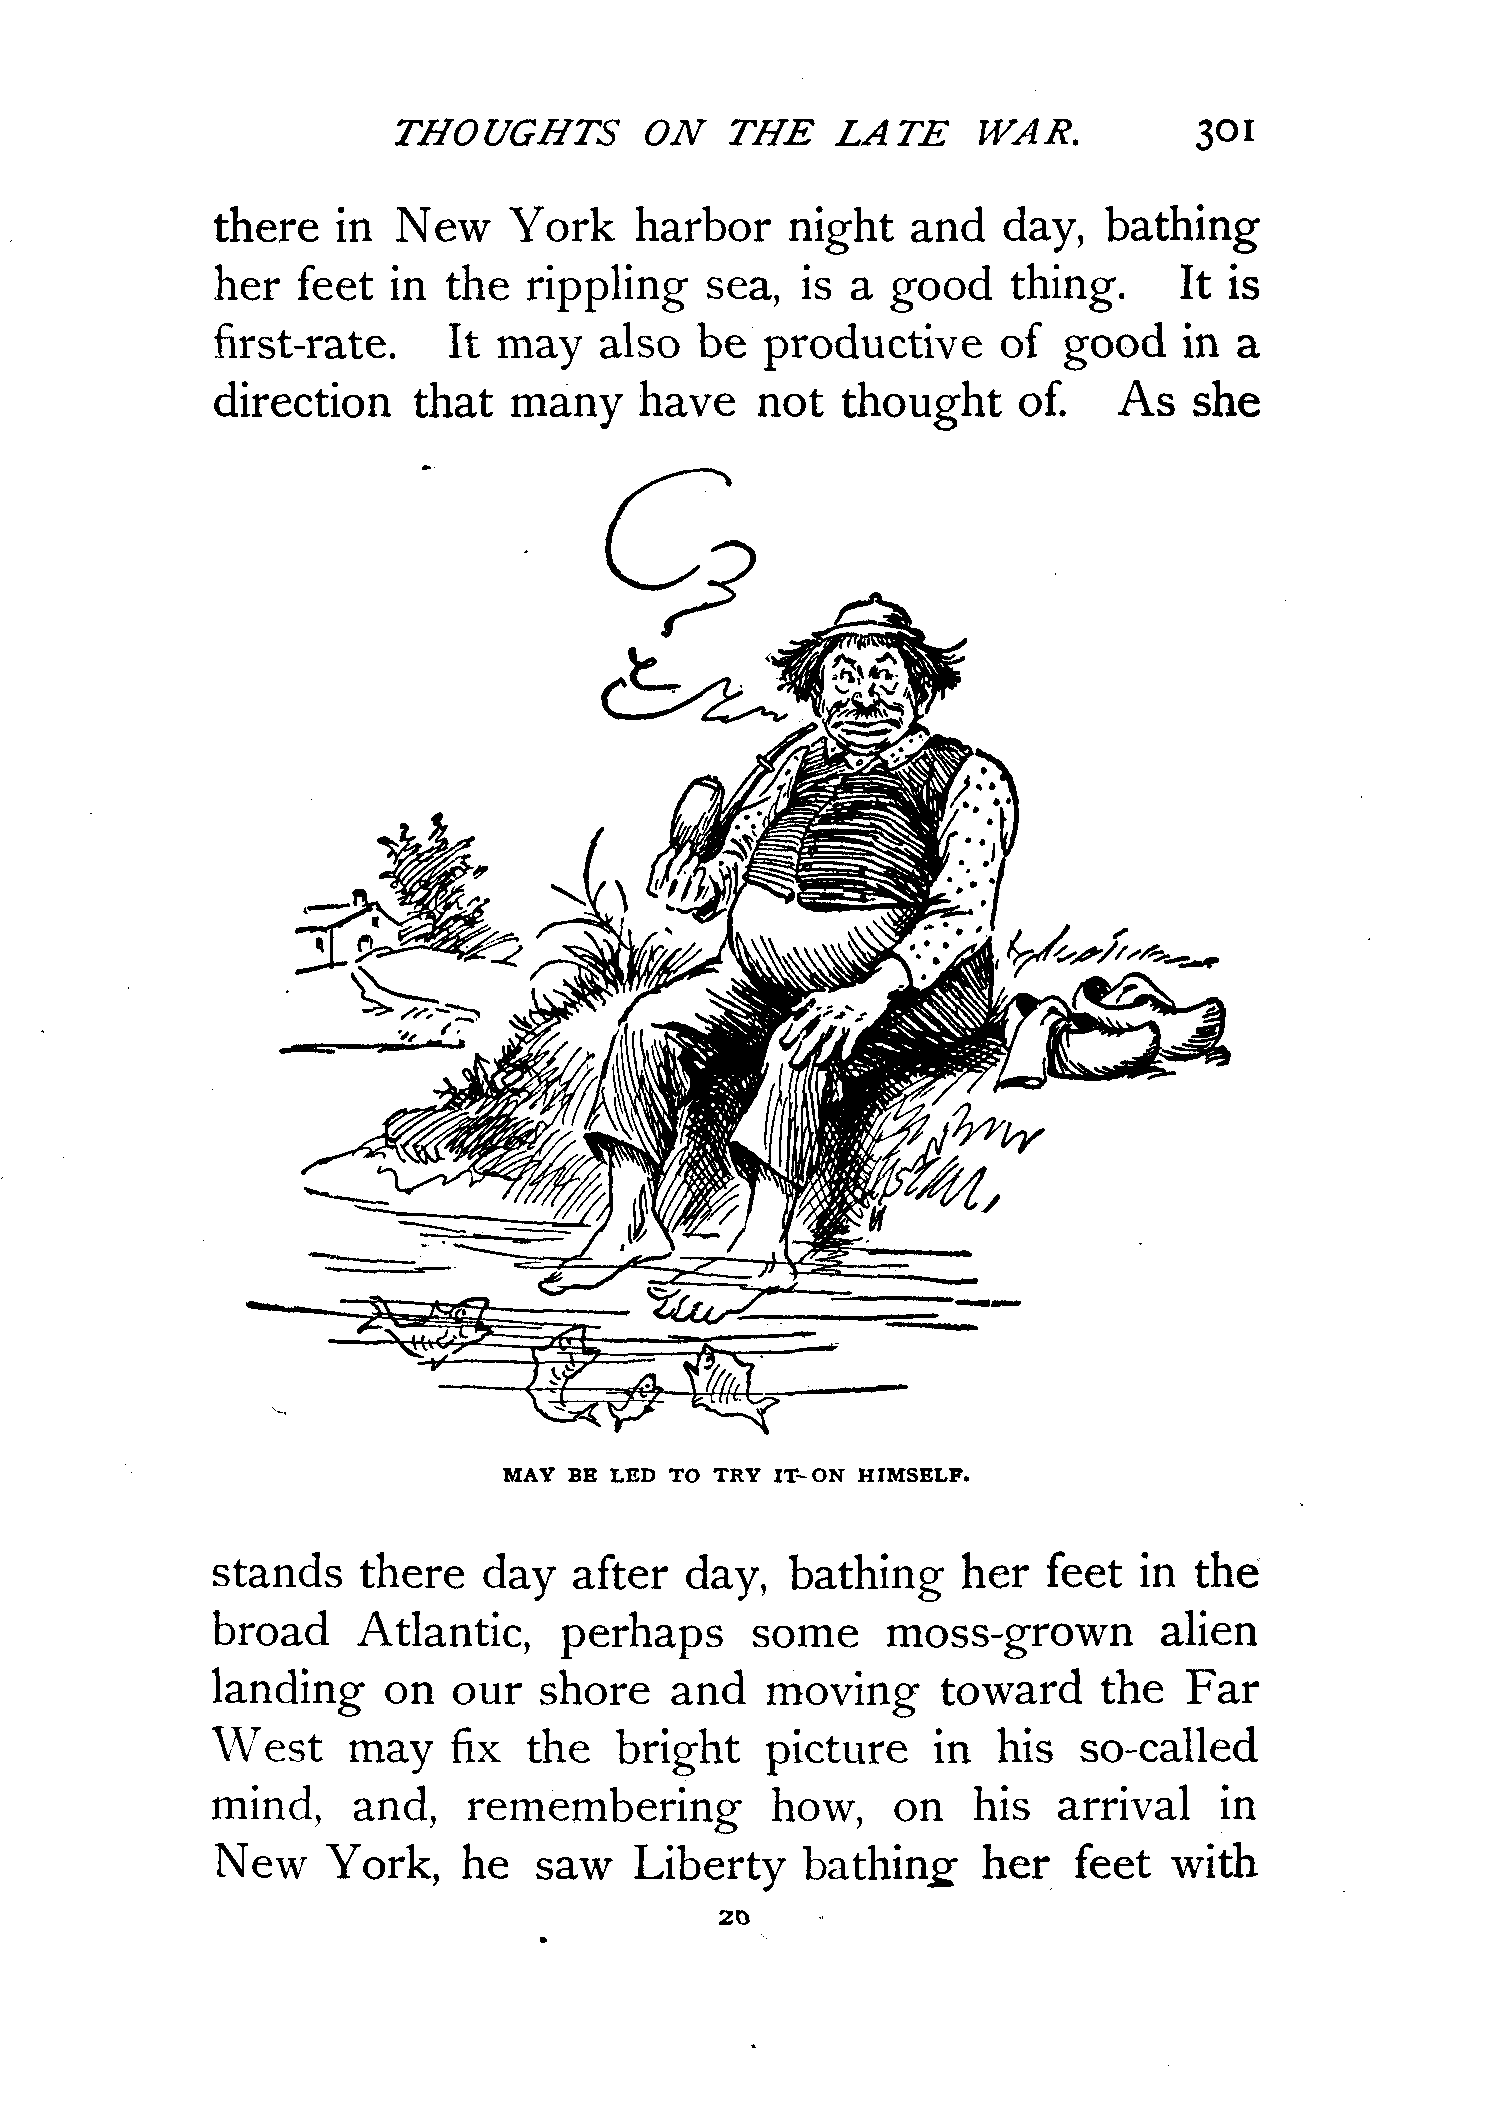 THOUGHTS ON THE LATE WAR. 301
there in New York harbor night and day, bathing
her feet in the rippling sea, is a good thing. It is
first-rate. It may also be productive of good in a
direction that many have not thought of. As she
MAY BE LED TO TRY IT ON HIMSELF.
stands there day after day, bathing her feet in the
broad Atlantic, perhaps some moss-grown alien
landing on our shore and moving toward the Far
West may fix the bright picture in his so-called
mind, and, remembering how, on his arrival in
New York, he saw Liberty bathing her feet with
20